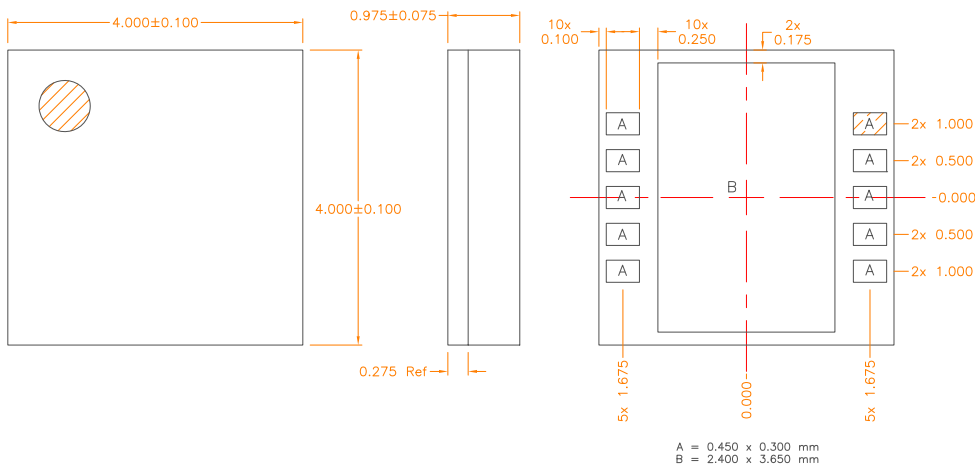 4.000±0.100
4.000±0.100
0.975±0.075
0.275 Ref
10x
0.100
10x
0.250
2x
0.175
A
A
A
A
A
B
A
A
A
A
A
2x 1.000
2x 0.500
-0.000
2x 0.500
2x 1.000
5x 1.675
0.000
5x 1.675
A = 0.450 x 0.300 mm
B = 2.400 x 3.650 mm